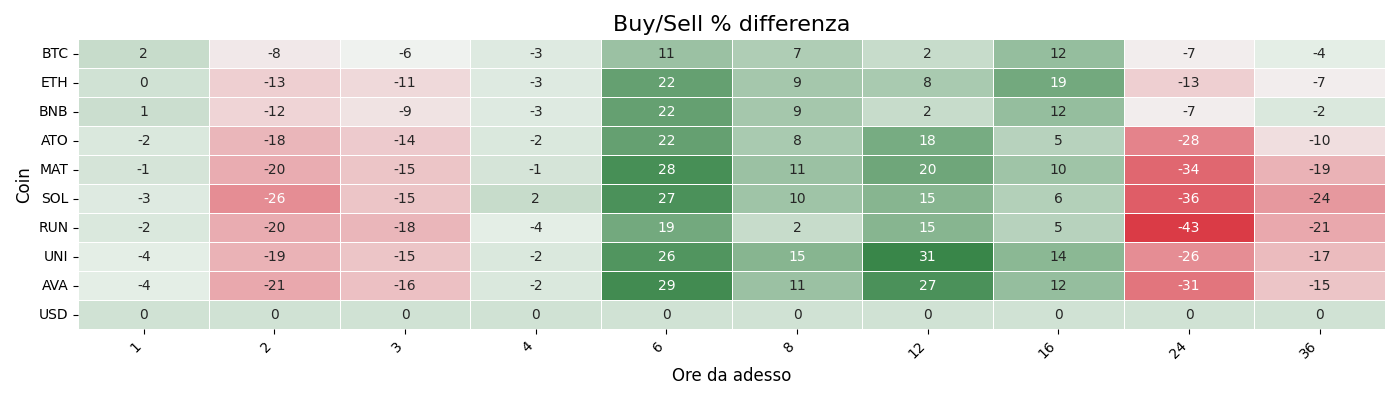 Buy/Sell % differenza
Coin
BTC 2 -8 -6 -3 11 7 2 12 -7 -4
ETH 0 -13 -11 -3 22 9 8 19 -13 -7
BNB 1 -12 -9 -3 22 9 2 12 -7 -2
ATO -2 -18 -14 -2 22 8 18 5 -28 -10
MAT -1 -20 -15 -1 28 11 20 10 -34 -19
SOL -3 -26 -15 2 27 10 15 6 -36 -24
RUN -2 -20 -18 -4 19 2 15 5 -43 -21
UNI -4 -19 -15 -2 26 15 31 14 -26 -17
AVA -4 -21 -16 -2 29 11 27 12 -31 -15
USD 0 0 0 0 0 0 0 0 0 0
1 2 3 4 6 8 12 16 24 36
Ore da adesso